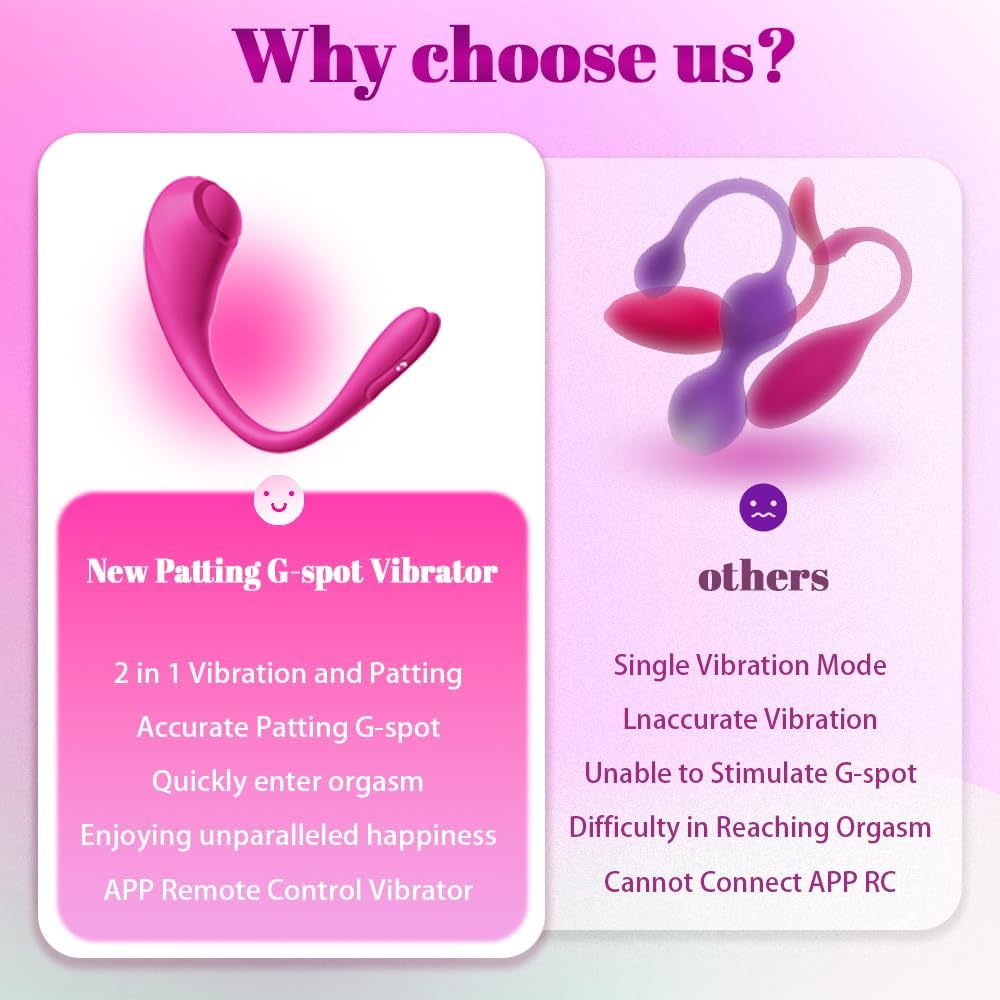 Why choose us?
New Patting G-spot Vibrator
2 in 1 Vibration and Patting
Accurate Patting G-spot
Quickly enter orgasm
Enjoying unparalleled happiness
APP Remote Control Vibrator
others
Single Vibration Mode
Lnaccurate Vibration
Unable to Stimulate G-spot
Difficulty in Reaching Orgasm
Cannot Connect APP RC